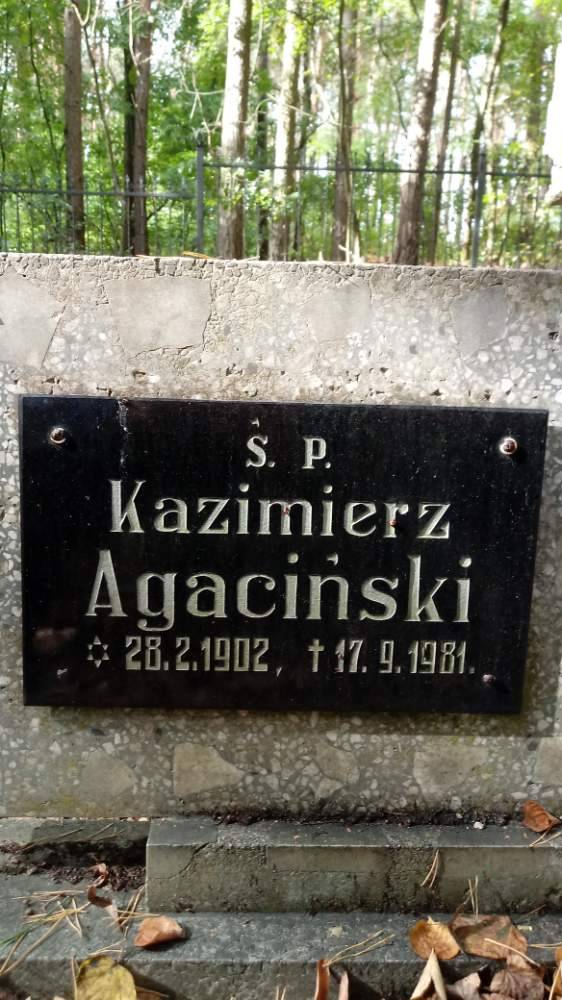 Ś. P.
Kazimierz
Agaciński
✡ 28.2.1902, † 17.9.1981.